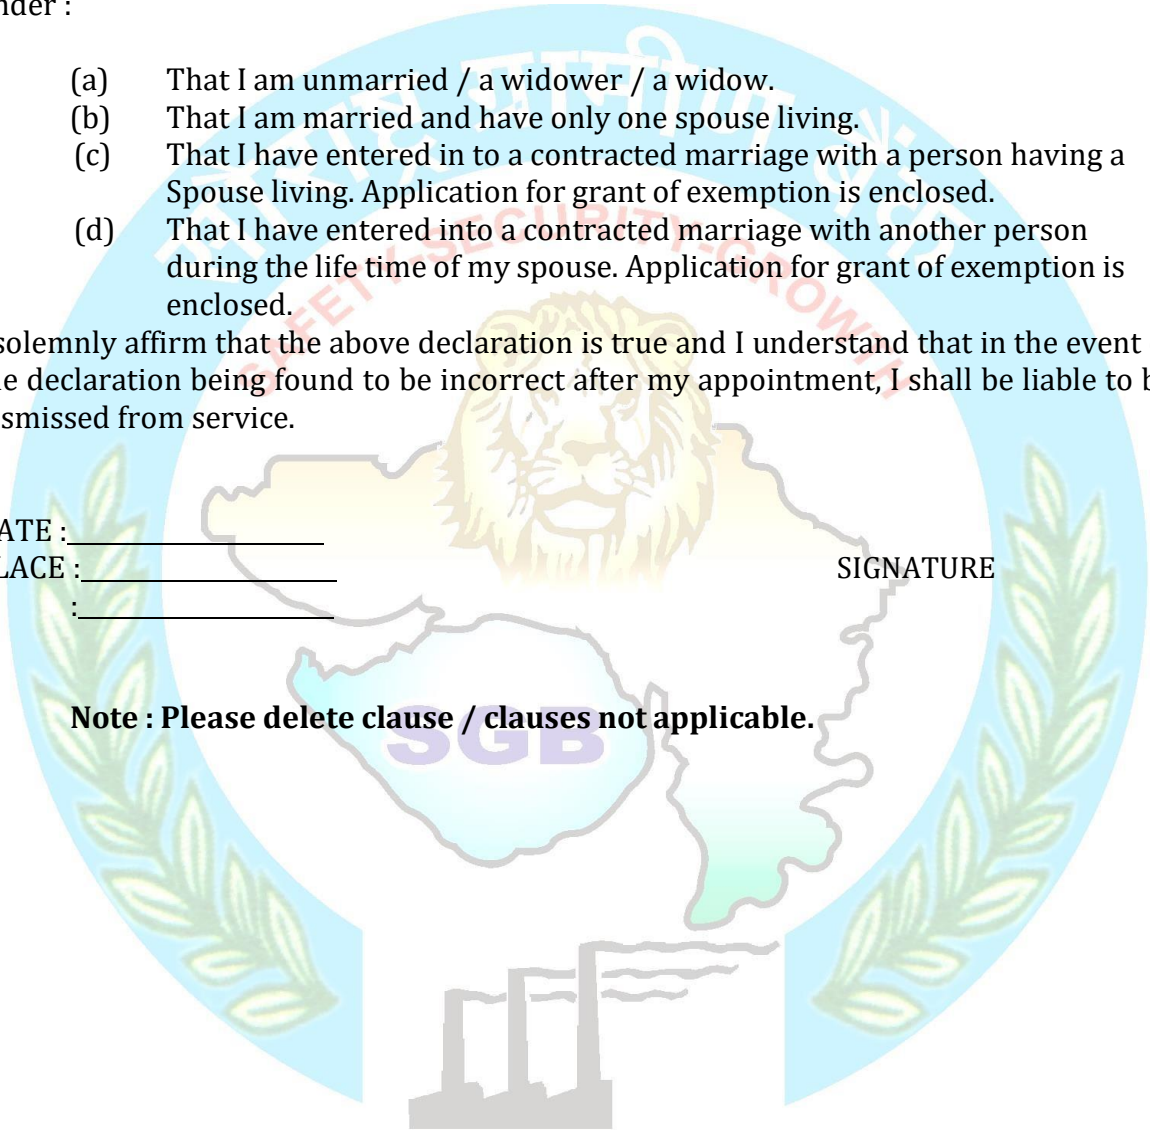 nder :
(a) That I am unmarried / a widower / a widow.
(b) That I am married and have only one spouse living.
(c) That I have entered in to a contracted marriage with a person having a
Spouse living. Application for grant of exemption is enclosed.
(d) That I have entered into a contracted marriage with another person
during the life time of my spouse. Application for grant of exemption is
enclosed.
solemnly affirm that the above declaration is true and I understand that in the event
e declaration being found to be incorrect after my appointment, I shall be liable to b
smissed from service.
ATE :
LACE : SIGNATURE
:
Note : Please delete clause / clauses not applicable.
सौराष्ट्र ग्रामीण बैंक
SAFETY-SECURITY-GROWTH
SGB